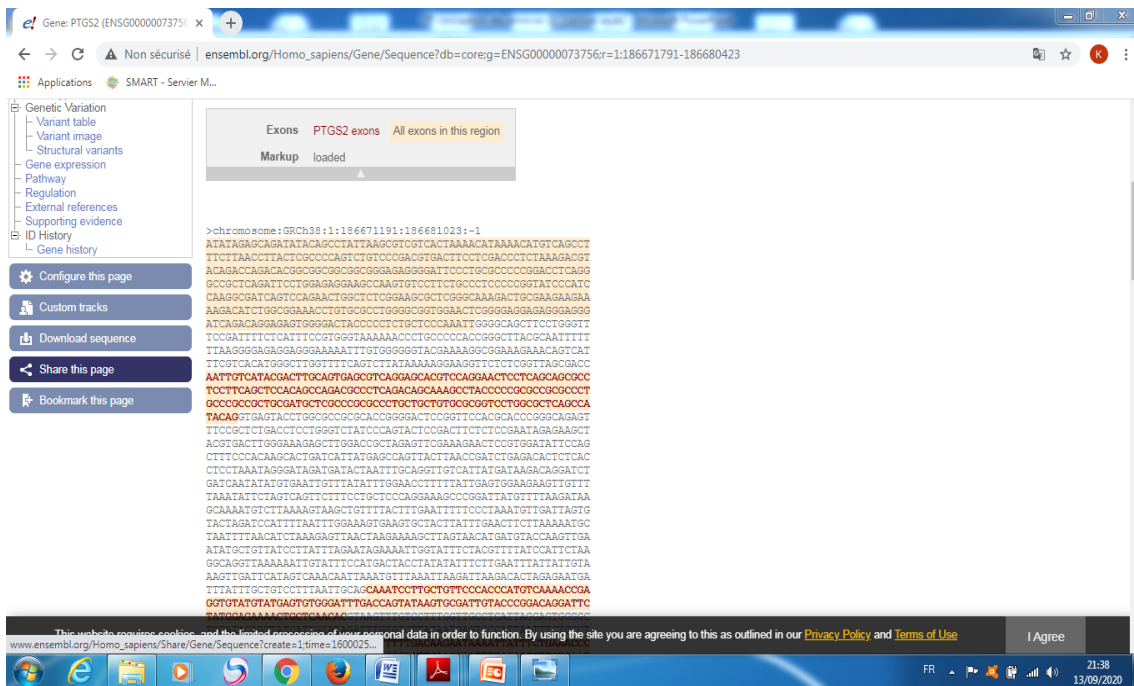 Gene: PTGS2 (ENSG00000073756
Non sécurisé | ensembl.org/Homo_sapiens/Gene/Sequence?db=core;g=ENSG00000073756;r=1:186671791-186680423
K
Applications SMART - Servier M...
Genetic Variation
Variant table
Variant image
Structural variants
Gene expression
Pathway
Regulation
External references
Supporting evidence
ID History
Gene history
Configure this page
Custom tracks
Download sequence
Share this page
Bookmark this page
Exons PTGS2 exons All exons in this region
Markup loaded
>chromosome:GRCh38:1:186671191:186681023:-1
ATATAGAGCAGATATACAGCCTATTAAGCGTCGTCACTAAAACATAAAACATGTCAGCCT
TTCTTAACCTTACTCGCCCCAGTCTGTCCCGACGTGACTTCCTCGACCCTCTAAAGACGT
ACAGACCAGACACGGCGGCGGCGGCGGGAGAGGGGATTCCCTGCGCCCCCGGACCTCAGG
GCCGCTCAGATTCCTGGAGAGGAAGCCAAGTGTCCTTCTGCCCTCCCCCGGTATCCCATC
CAAGGCGATCAGTCCAGAACTGGCTCTCGGAAGCGCTCGGGCAAAGACTGCGAAGAAGAA
AAGACATCTGGCGGAAACCTGTGCGCCTGGGGCGGTGGAACTCGGGGAGGAGAGGGAGGG
ATCAGACAGGAGAGTGGGGACTACCCCCTCTGCTCCCAAATTGGGGCAGCTTCCTGGGTT
TCCGATTTTCTCATTTCCGTGGGTAAAAAACCCTGCCCCCACCGGGCTTACGCAATTTTT
TTAAGGGGAGAGGAGGGAAAAATTTGTGGGGGGTACGAAAAGGCGGAAAGAAACAGTCAT
TTCGTCACATGGGCTTGGTTTTCAGTCTTATAAAAAGGAAGGTTCTCTCGGTTAGCGACC
AATTGTCATACGACTTGCAGTGAGCGTCAGGAGCACGTCCAGGAACTCCTCAGCAGCGCC
TCCTTCAGCTCCACAGCCAGACGCCCTCAGACAGCAAAGCCTACCCCCGCGCCGCGCCCT
GCCCGCCGCTGCGATGCTCGCCCGCGCCCTGCTGCTGTGCGCGGTCCTGGCGCTCAGCCA
TACAGGTGAGTACCTGGCGCCGCGCACCGGGGACTCCGGTTCCACGCACCCGGGCAGAGT
TTCCGCTCTGACCTCCTGGGTCTATCCCAGTACTCCGACTTCTCTCCGAATAGAGAAGCT
ACGTGACTTGGGAAAGAGCTTGGACCGCTAGAGTTCGAAAGAACTCCGTGGATATTCCAG
CTTTCCCACAAGCACTGATCATTATGAGCCAGTTACTTAACCGATCTGAGACACTCTCAC
CTCCTAAATAGGGATAGATGATACTAATTTGCAGGTTGTCATTATGATAAGACAGGATCT
GATCAATATATGTGAATTGTTTATATTTGGAACCTTTTTATTGAGTGGAAGAAGTTGTTT
TAAATATTCTAGTCAGTTCTTTCCTGCTCCCAGGAAAGCCCGGATTATGTTTTAAGATAA
GCAAAATGTCTTAAAAGTAAGCTGTTTTACTTTGAATTTTTCCCTAAATGTTGATTAGTG
TACTAGATCCATTTTAATTTGGAAAGTGAAGTGCTACTTATTTGAACTTCTTAAAAATGC
TAATTTTAACATCTAAAGAGTTAACTAAGAAAAGCTTAGTAACATGATGTACCAAGTTGA
ATATGCTGTTATCCTTATTTAGAATAGAAAATTGGTATTTCTACGTTTTATCCATTCTAA
GGCAGGTTAAAAAATTGTATTTCCATGACTACCTATATATTTCTTGAATTTATTATTGTA
AAGTTGATTCATAGTCAAACAATTAAATGTTTAAATTAAGATTAAGACACTAGAGAATGA
TTTATTTGCTGTCCTTTAATTGCAGCAAATCCTTGCTGTTCCCACCCATGTCAAAACCGA
GGTGTATGTATGAGTGTGGGATTTGACCAGTATAAGTGCGATTGTACCCGGACAGGATTC
This website requires cookies, and the limited processing of your personal data in order to function. By using the site you are agreeing to this as outlined in our Privacy Policy and Terms of Use
I Agree
www.ensembl.org/Homo_sapiens/Share/Gene/Sequence?create=1;time=1600025...
FR
21:38
13/09/2020